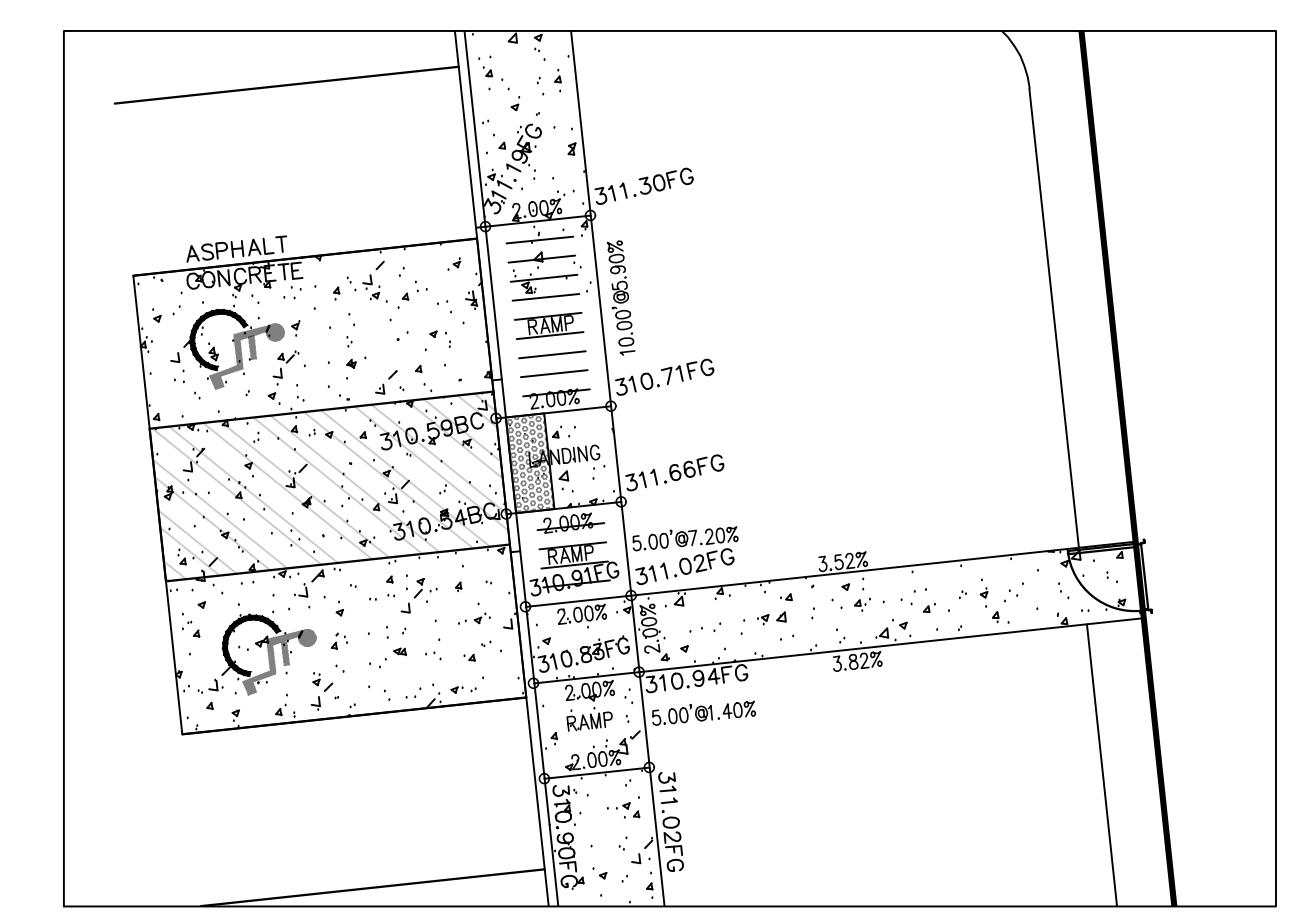 311.19FG
311.30FG
2.00%
ASPHALT
CONCRETE
10.00'@5.90%
RAMP
310.71FG
2.00%
310.59BC
LANDING
311.66FG
310.54BC
2.00%
5.00'@7.20%
RAMP
310.91FG
311.02FG
3.52%
2.00%
2.00%
310.83FG
3.82%
310.94FG
2.00%
RAMP
5.00'@1.40%
2.00%
310.90FG
311.02FG